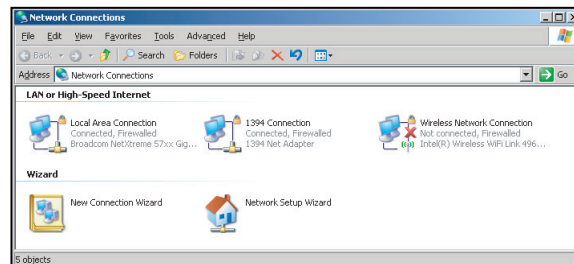 Network Connections
File Edit View Favorites Tools Advanced Help
Back Search Folders
Address Network Connections Go
LAN or High-Speed Internet
Local Area Connection
Connected, Firewalled
Broadcom NetXtreme 57xx Gig...
1394 Connection
Connected, Firewalled
1394 Net Adapter
Wireless Network Connection
Not connected, Firewalled
Intel(R) Wireless WiFi Link 496...
Wizard
New Connection Wizard
Network Setup Wizard
5 objects